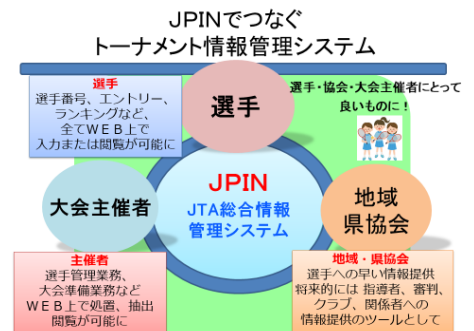 JPINでつなぐ
トーナメント情報管理システム
選手
選手番号、エントリー、
ランキングなど、
全てWEB上で
入力または閲覧が可能に
選手
選手・協会・大会主催者にとって
良いものに！
大会主催者
JPIN
JTA総合情報
管理システム
地域
県協会
主催者
選手管理業務、
大会準備業務など
WEB上で処置、抽出
閲覧が可能に
地域・県協会
選手への早い情報提供
将来的には 指導者、審判、
クラブ、関係者への
情報提供のツールとして